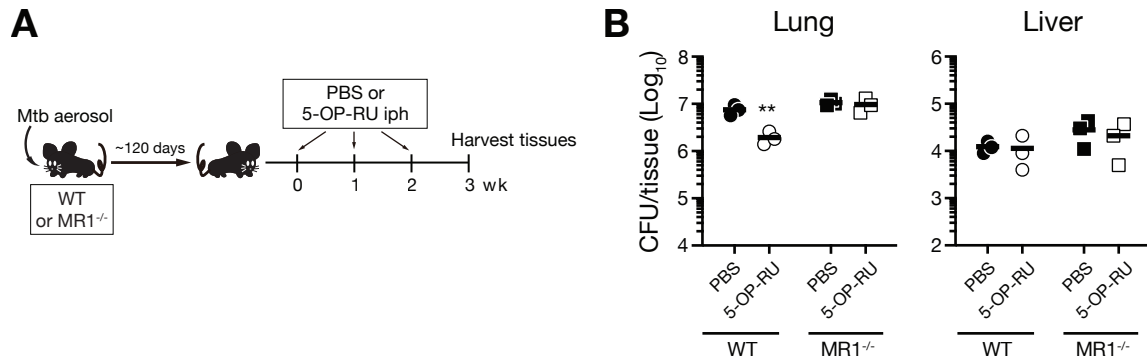 A
Mtb aerosol
WT
or MR1⁻/⁻
~120 days
PBS or
5-OP-RU iph
Harvest tissues
0
1
2
3 wk
B
Lung
CFU/tissue (Log₁₀)
8
7
6
5
4
**
PBS
5-OP-RU
PBS
5-OP-RU
WT
MR1⁻/⁻
Liver
6
5
4
3
2
PBS
5-OP-RU
PBS
5-OP-RU
WT
MR1⁻/⁻